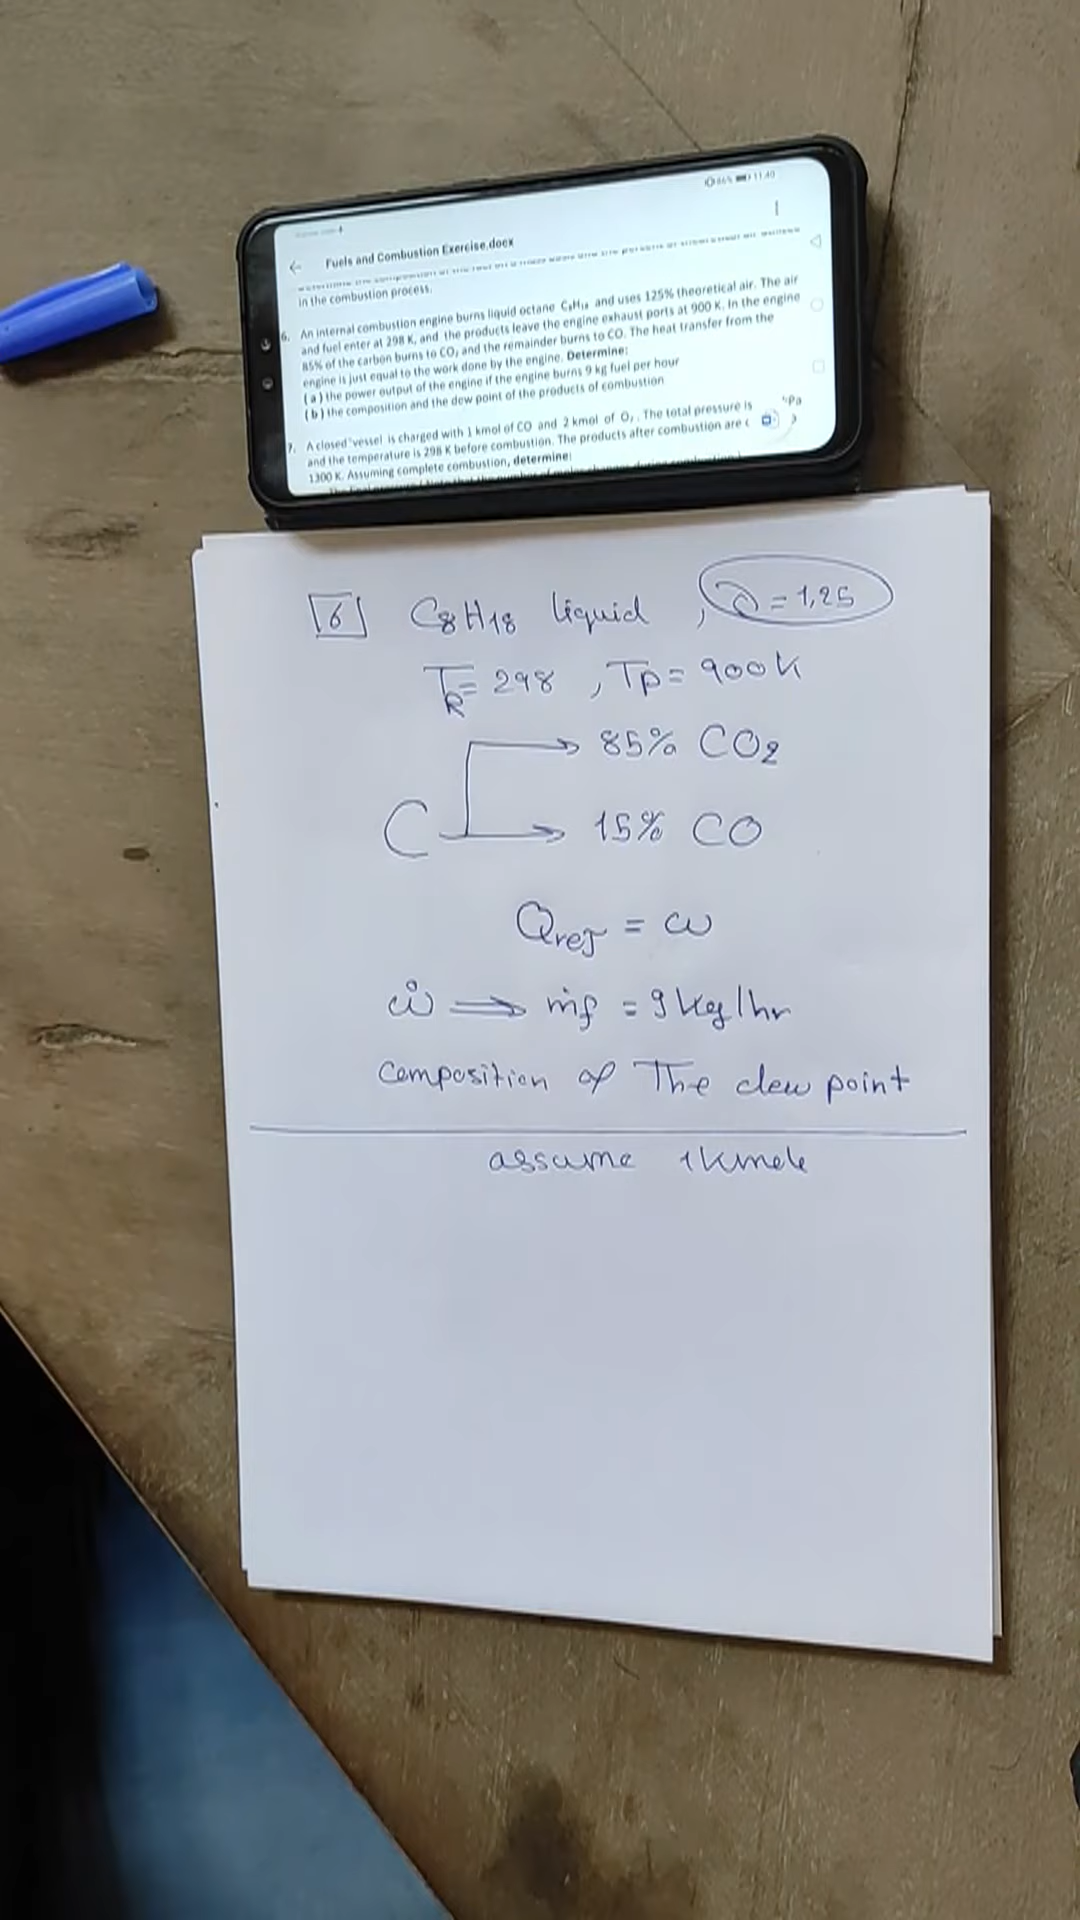 86% 11:40
Fuels and Combustion Exercise.docx
in the combustion process.
6. An internal combustion engine burns liquid octane C₈H₁₈ and uses 125% theoretical air. The air
and fuel enter at 298 K, and the products leave the engine exhaust ports at 900 K. In the engine
85% of the carbon burns to CO₂ and the remainder burns to CO. The heat transfer from the
engine is just equal to the work done by the engine. Determine:
(a) the power output of the engine if the engine burns 9 kg fuel per hour
(b) the composition and the dew point of the products of combustion
7. A closed vessel is charged with 1 kmol of CO and 2 kmol of O₂. The total pressure is kPa
and the temperature is 298 K before combustion. The products after combustion are
1300 K. Assuming complete combustion, determine:
[6] C8H18 liquid, λ = 1,25
TR = 298, Tp = 900 K
→ 85% CO2
C → 15% CO
Qrej = w
ẇ ⟹ ṁf = 9 kg/hr
Composition of The dew point
assume 1 kmole